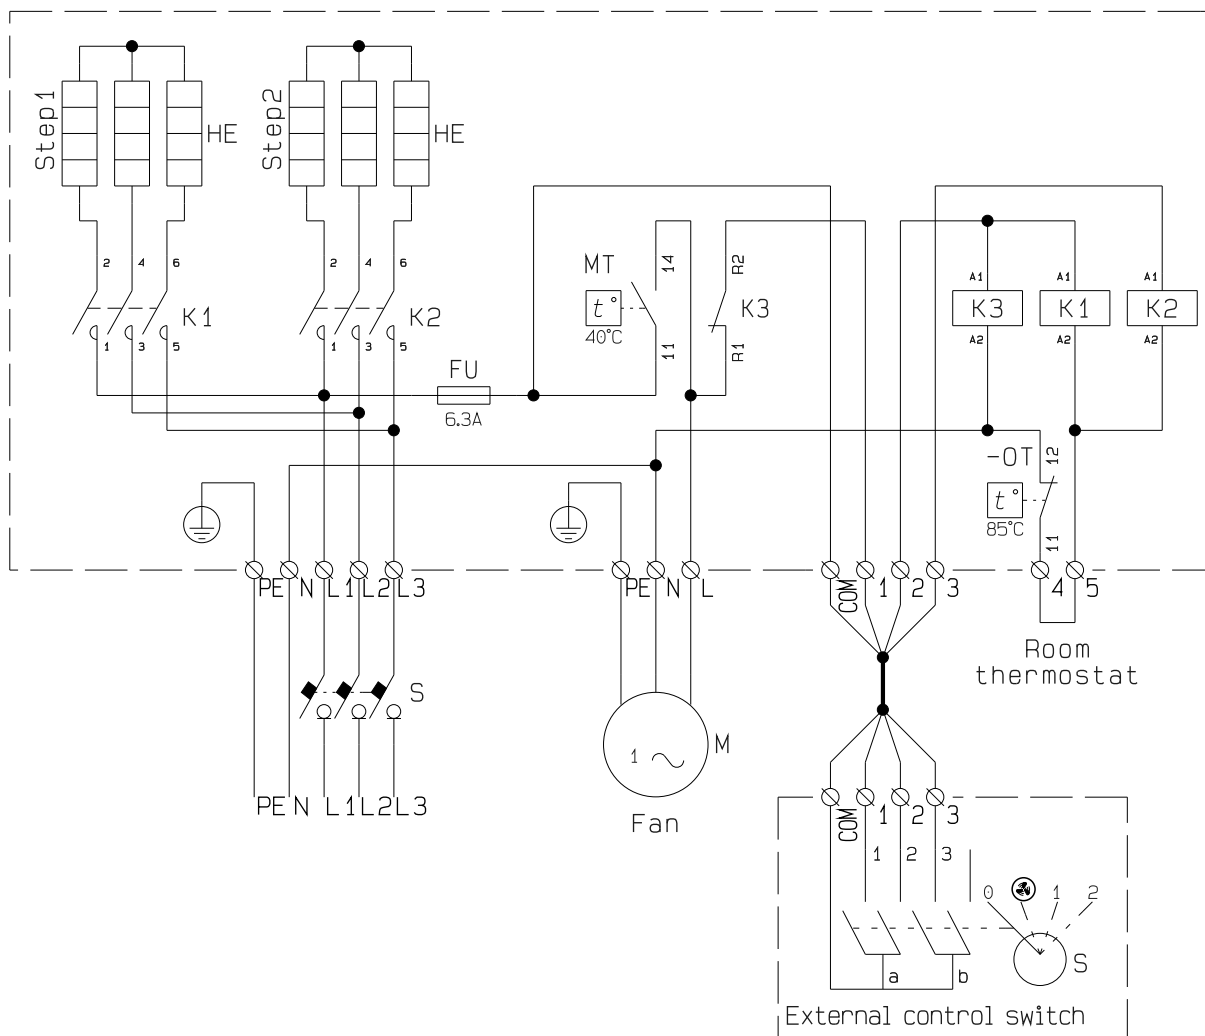 Step1
HE
Step2
HE
2 4 6
2 4 6
K1
K2
1 3 5
1 3 5
FU
6.3A
MT
t°
40°C
14
11
R2
K3
R1
A1 A1 A1
K3 K1 K2
A2 A2 A2
-OT
t°
85°C
12
11
PE N L1 L2 L3
PE N L
COM 1 2 3
4 5
Room
thermostat
S
PE N L1 L2 L3
1
M
Fan
COM 1 2 3
1 2 3
0 1 2
a b
S
External control switch